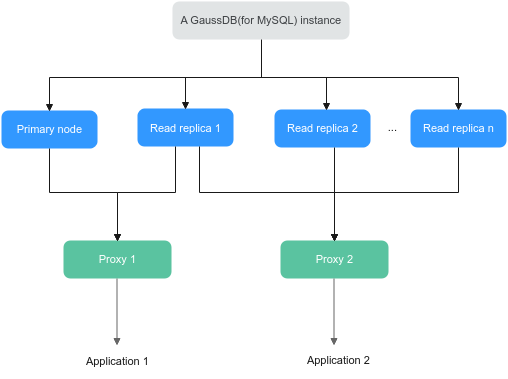 A GaussDB(for MySQL) instance
Primary node
Read replica 1
Read replica 2
...
Read replica n
Proxy 1
Proxy 2
Application 1
Application 2